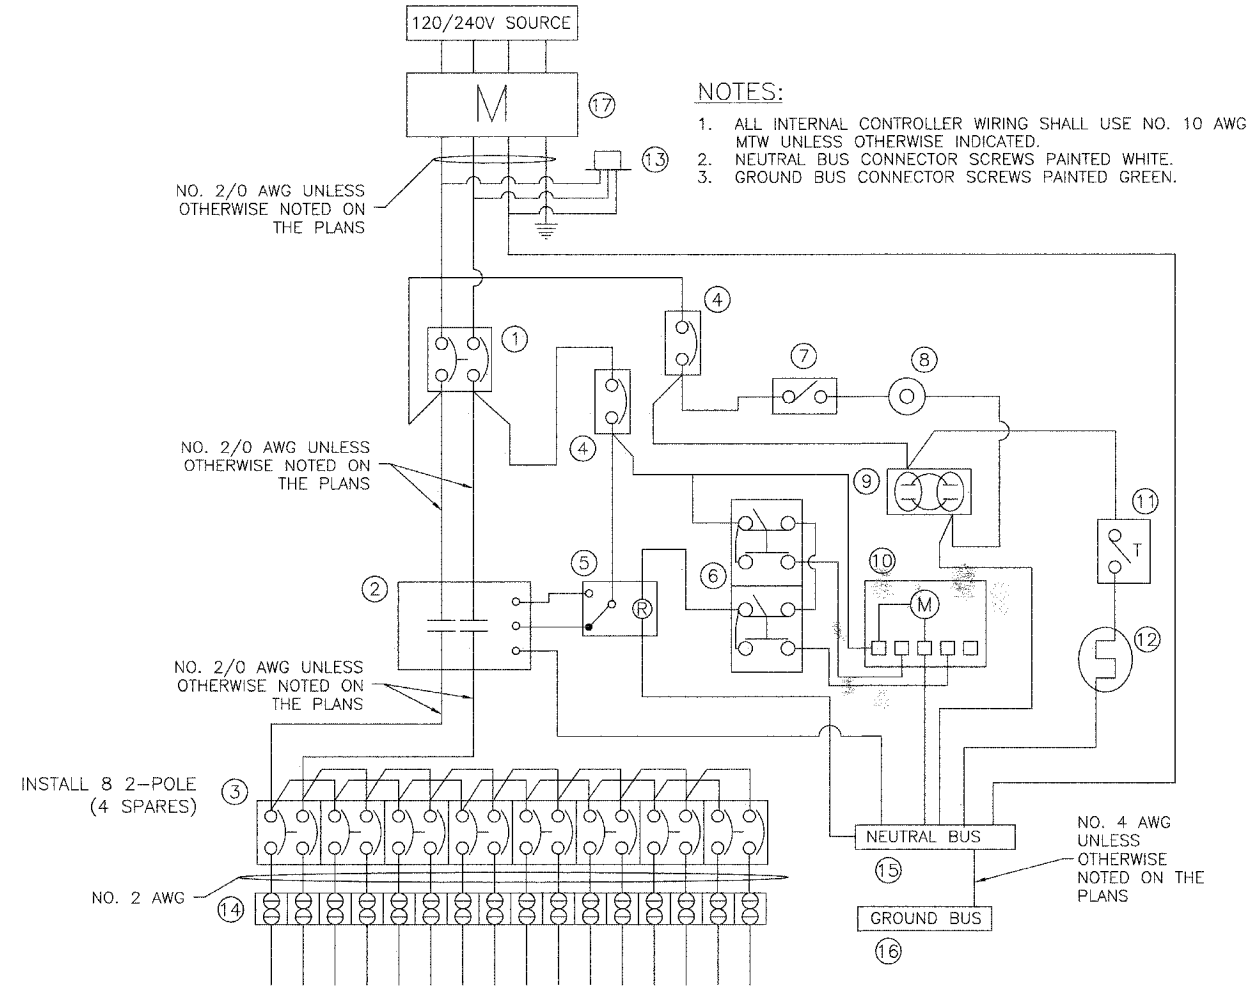 120/240V SOURCE
M
17
NOTES:
1. ALL INTERNAL CONTROLLER WIRING SHALL USE NO. 10 AWG
MTW UNLESS OTHERWISE INDICATED.
2. NEUTRAL BUS CONNECTOR SCREWS PAINTED WHITE.
3. GROUND BUS CONNECTOR SCREWS PAINTED GREEN.
13
NO. 2/0 AWG UNLESS
OTHERWISE NOTED ON
THE PLANS
4
1
7
8
4
NO. 2/0 AWG UNLESS
OTHERWISE NOTED ON
THE PLANS
9
11
T
2
5
6
10
R
M
12
NO. 2/0 AWG UNLESS
OTHERWISE NOTED ON
THE PLANS
INSTALL 8 2-POLE
(4 SPARES)
3
NEUTRAL BUS
15
NO. 4 AWG
UNLESS
OTHERWISE
NOTED ON THE
PLANS
NO. 2 AWG
14
GROUND BUS
16